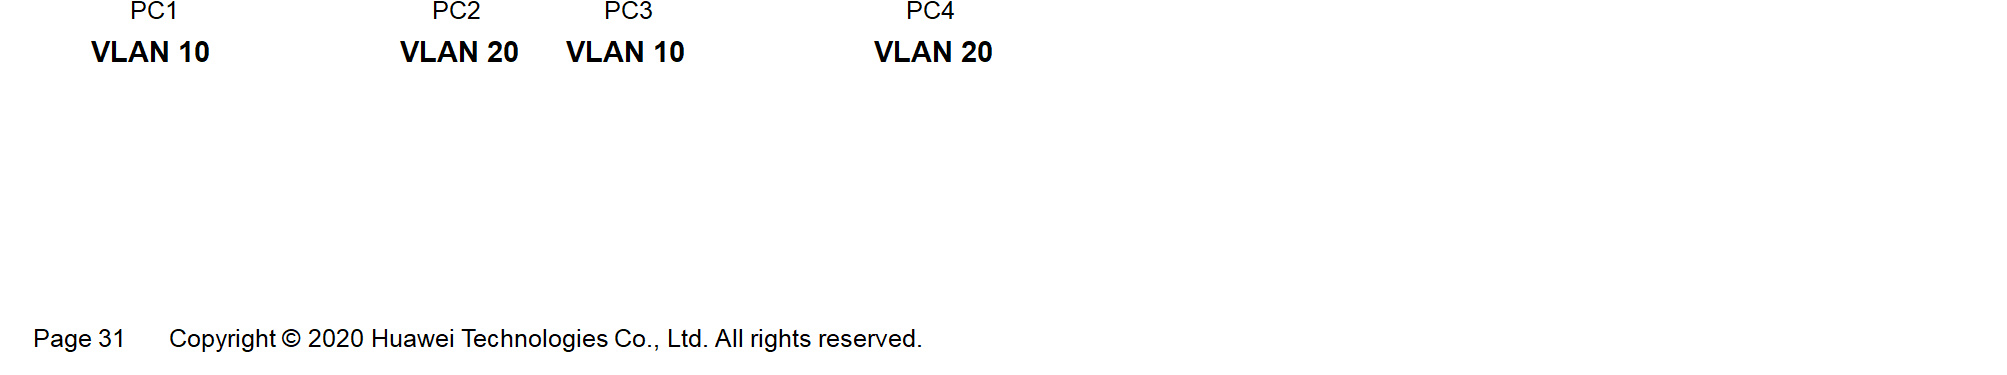 PC1 PC2 PC3 PC4
VLAN 10 VLAN 20 VLAN 10 VLAN 20
Page 31 Copyright © 2020 Huawei Technologies Co., Ltd. All rights reserved.